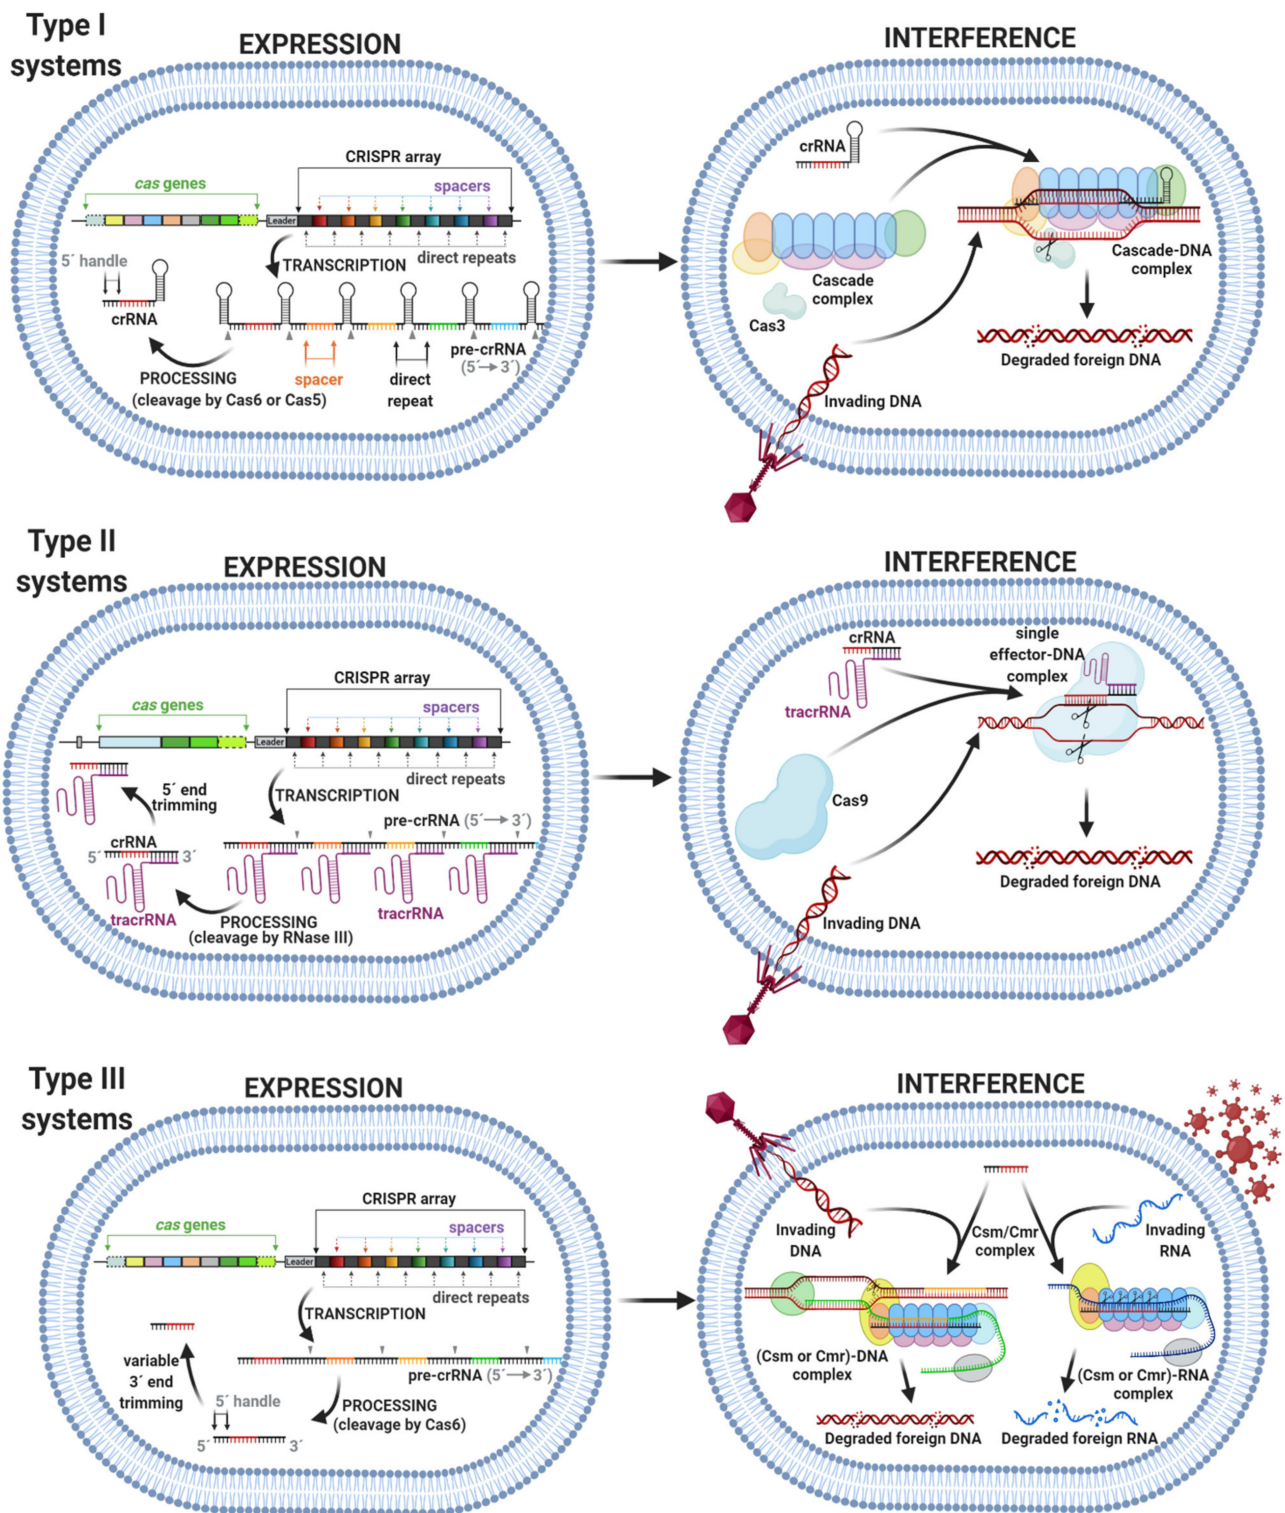 Type I
systems
EXPRESSION
INTERFERENCE
CRISPR array
cas genes
spacers
Leader
direct repeats
TRANSCRIPTION
5´ handle
crRNA
pre-crRNA
(5´→ 3´)
PROCESSING
(cleavage by Cas6 or Cas5)
spacer
direct
repeat
crRNA
Cascade
complex
Cas3
Cascade-DNA
complex
Degraded foreign DNA
Invading DNA
Type II
systems
EXPRESSION
INTERFERENCE
CRISPR array
cas genes
spacers
Leader
direct repeats
TRANSCRIPTION
5´ end
trimming
pre-crRNA (5´→ 3´)
crRNA
5´ 3´
tracrRNA
tracrRNA
PROCESSING
(cleavage by RNase III)
crRNA
tracrRNA
single
effector-DNA
complex
Cas9
Degraded foreign DNA
Invading DNA
Type III
systems
EXPRESSION
INTERFERENCE
CRISPR array
cas genes
spacers
Leader
direct repeats
TRANSCRIPTION
pre-crRNA (5´→ 3´)
variable
3´ end
trimming
5´ handle
5´ 3´
PROCESSING
(cleavage by Cas6)
Invading
DNA
Csm/Cmr
complex
Invading
RNA
(Csm or Cmr)-DNA
complex
(Csm or Cmr)-RNA
complex
Degraded foreign DNA
Degraded foreign RNA